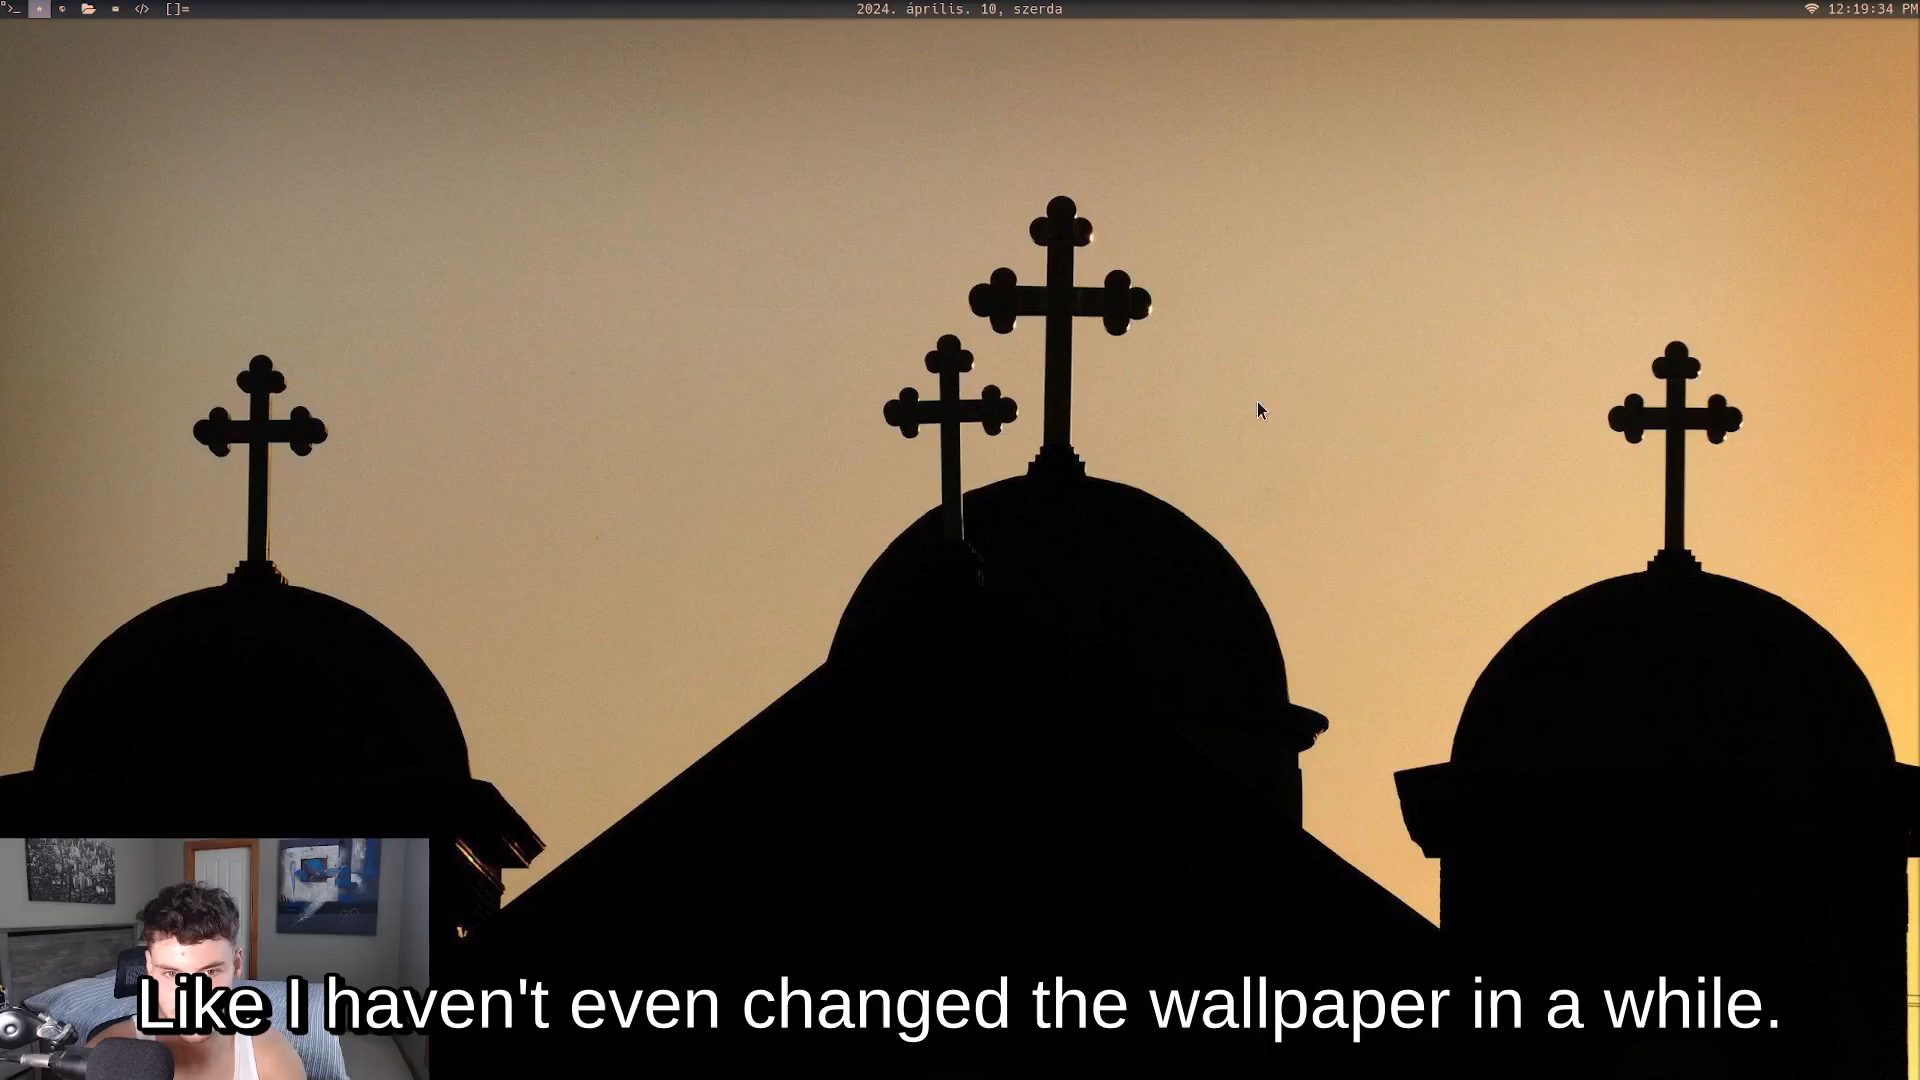 >_ </> []= 2024. április. 10, szerda 12:19:34 PM
Like I haven't even changed the wallpaper in a while.